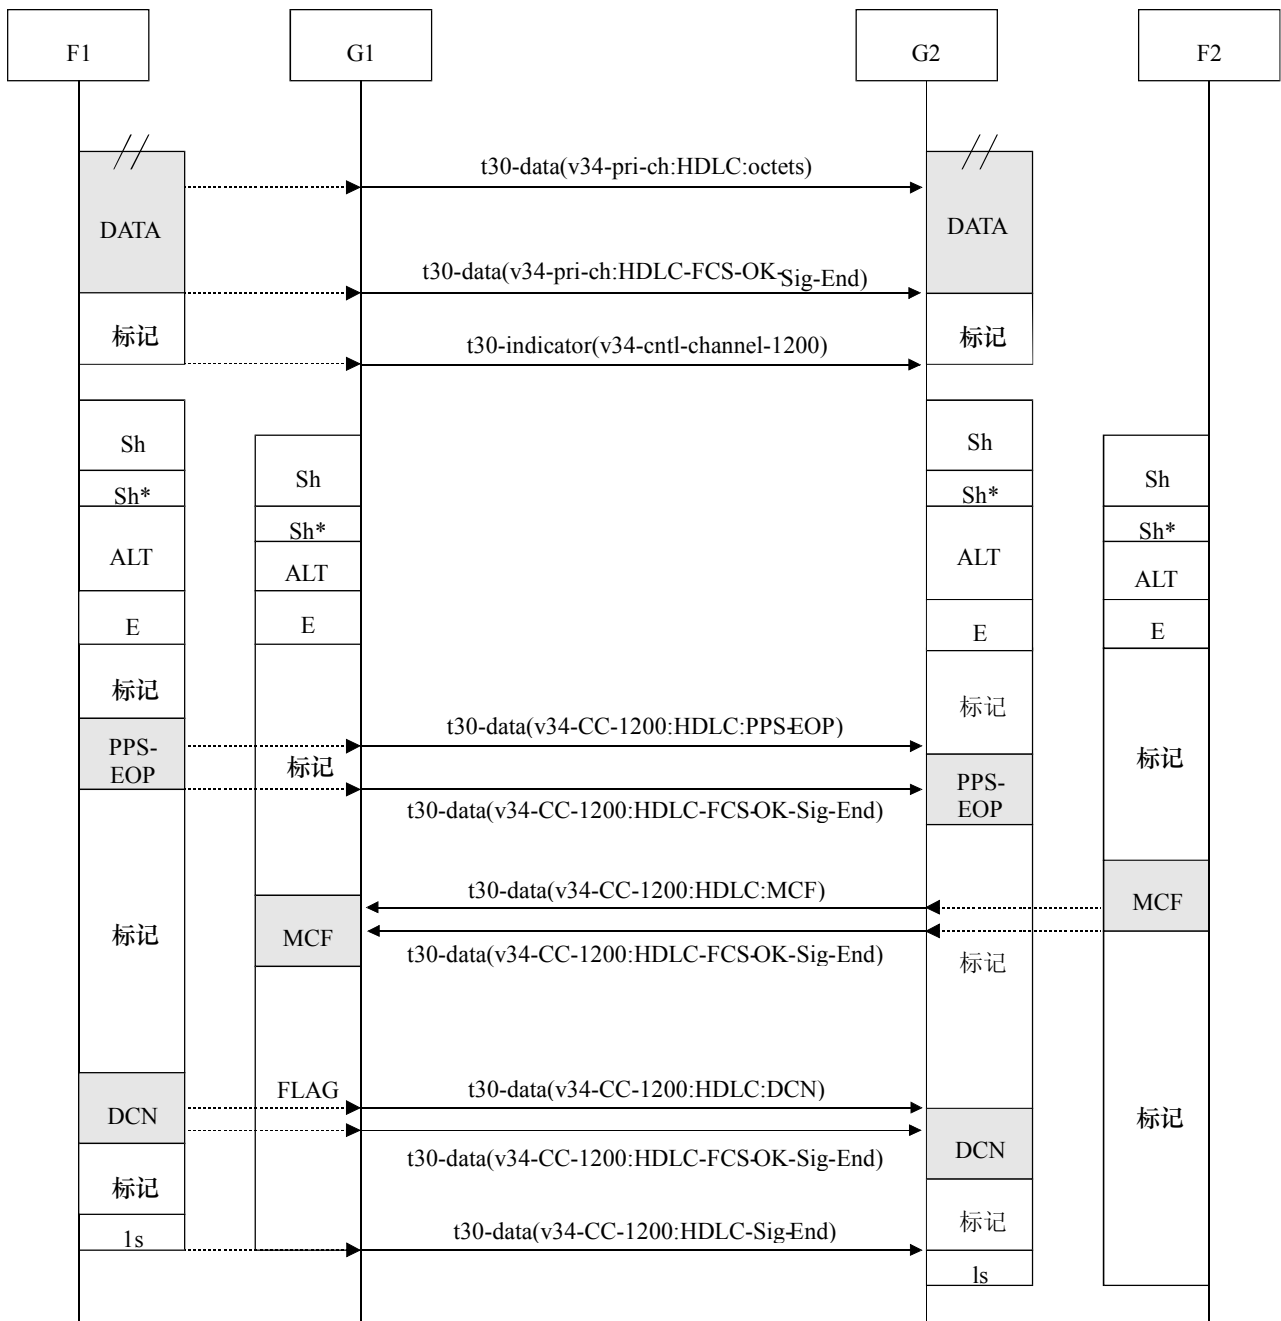 F1
G1
G2
F2
t30-data(v34-pri-ch:HDLC:octets)
DATA
DATA
t30-data(v34-pri-ch:HDLC-FCS-OK-Sig-End)
标记
标记
t30-indicator(v34-cntl-channel-1200)
Sh
Sh
Sh
Sh
Sh*
Sh*
Sh*
Sh*
ALT
ALT
ALT
ALT
E
E
E
E
标记
标记
t30-data(v34-CC-1200:HDLC:PPS-EOP)
PPS-
EOP
标记
标记
PPS-
EOP
t30-data(v34-CC-1200:HDLC-FCS-OK-Sig-End)
t30-data(v34-CC-1200:HDLC:MCF)
MCF
标记
MCF
t30-data(v34-CC-1200:HDLC-FCS-OK-Sig-End)
标记
FLAG
t30-data(v34-CC-1200:HDLC:DCN)
DCN
标记
t30-data(v34-CC-1200:HDLC-FCS-OK-Sig-End)
DCN
标记
t30-data(v34-CC-1200:HDLC-Sig-End)
标记
1s
ls